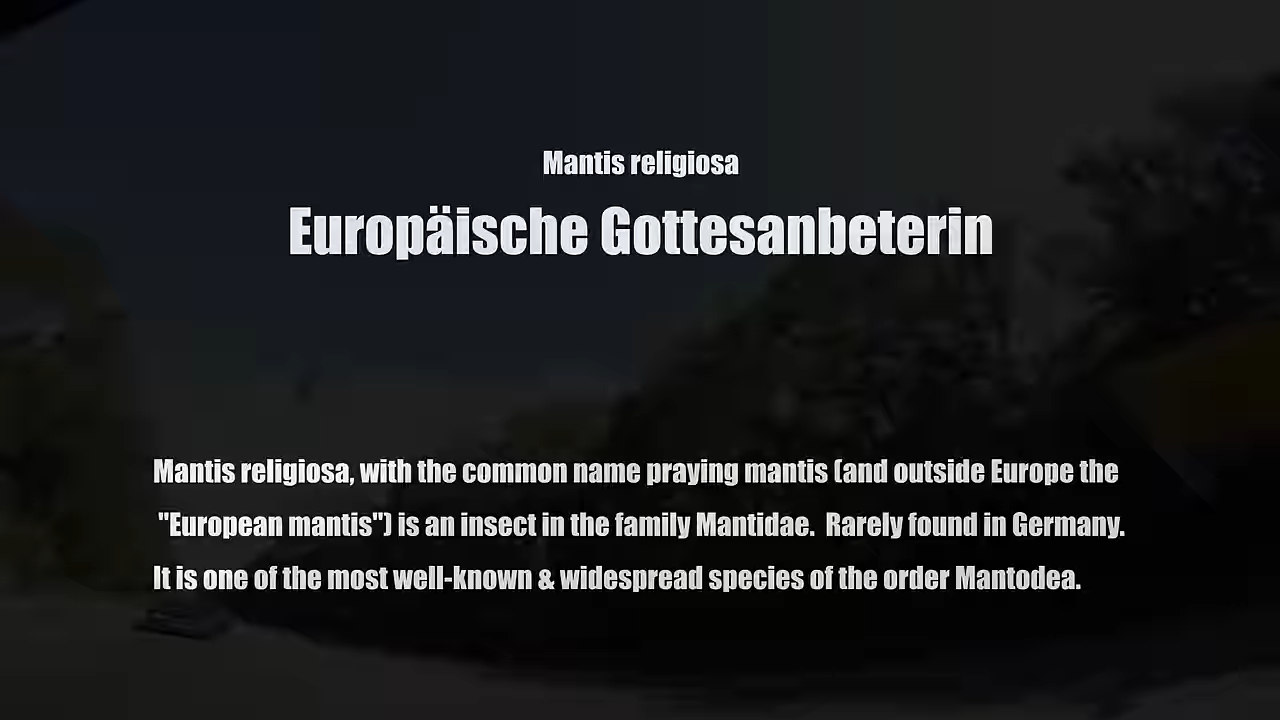 Mantis religiosa
Europäische Gottesanbeterin
Mantis religiosa, with the common name praying mantis (and outside Europe the
"European mantis") is an insect in the family Mantidae.  Rarely found in Germany.
It is one of the most well-known & widespread species of the order Mantodea.